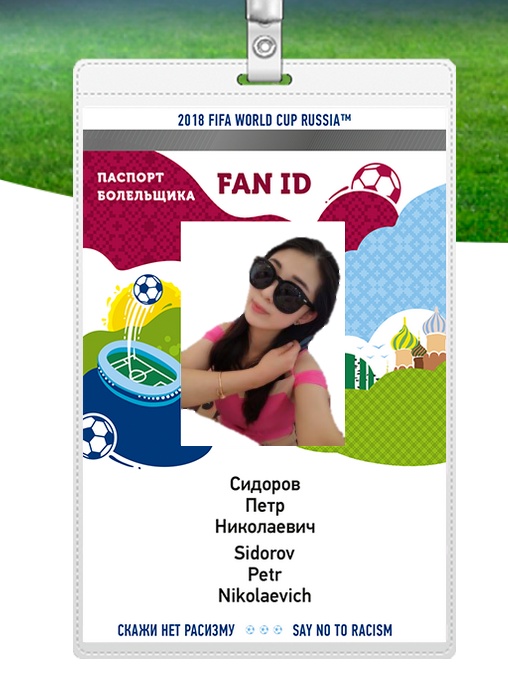 2018 FIFA WORLD CUP RUSSIA™
ПАСПОРТ
БОЛЕЛЬЩИКА
FAN ID
Сидоров
Петр
Николаевич
Sidorov
Petr
Nikolaevich
СКАЖИ НЕТ РАСИЗМУ SAY NO TO RACISM